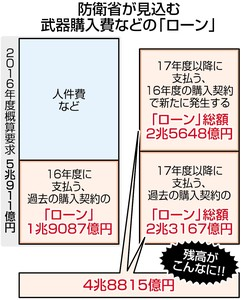 防衛省が見込む
武器購入費などの「ローン」
2016年度概算要求 5兆911億円
人件費
など
16年度に
支払う、
過去の購入契約の
「ローン」
1兆9087億円
17年度以降に
支払う、
16年度の購入契約
で新たに発生する
「ローン」総額
2兆5648億円
17年度以降に
支払う、
過去の購入契約の
「ローン」総額
2兆3167億円
残高が
こんなに!!
4兆8815億円